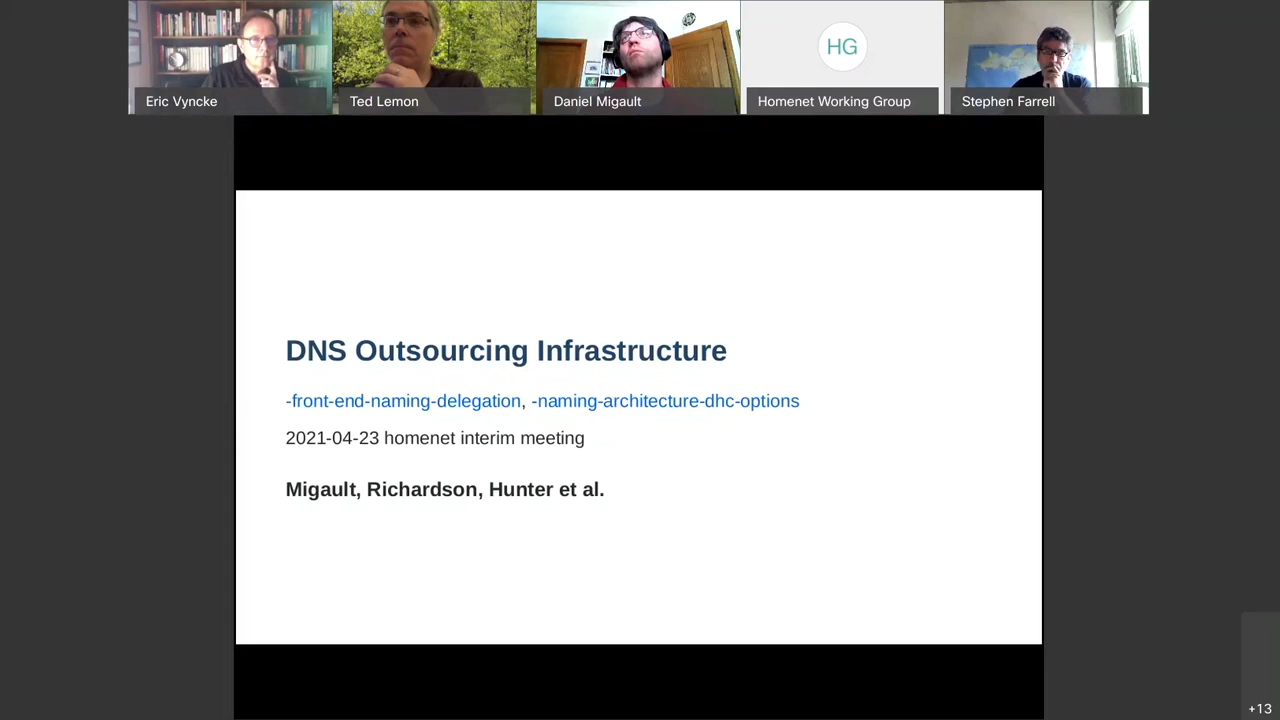 Eric Vyncke
Ted Lemon
Daniel Migault
HG
Homenet Working Group
Stephen Farrell
DNS Outsourcing Infrastructure
-front-end-naming-delegation, -naming-architecture-dhc-options
2021-04-23 homenet interim meeting
Migault, Richardson, Hunter et al.
+13